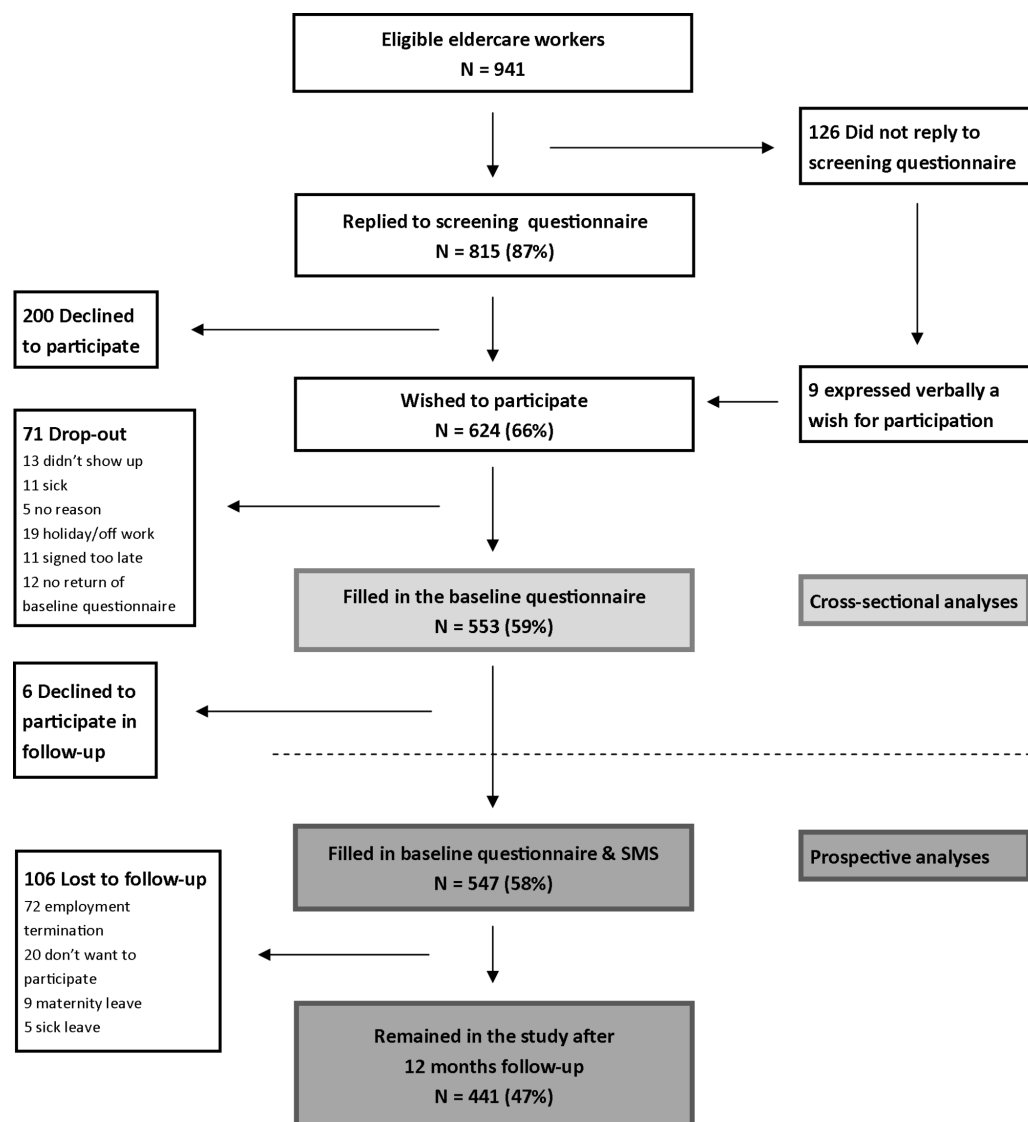 Eligible eldercare workers
N = 941
126 Did not reply to
screening questionnaire
Replied to screening questionnaire
N = 815 (87%)
200 Declined
to participate
Wished to participate
N = 624 (66%)
9 expressed verbally a
wish for participation
71 Drop-out
13 didn't show up
11 sick
5 no reason
19 holiday/off work
11 signed too late
12 no return of
baseline questionnaire
Filled in the baseline questionnaire
N = 553 (59%)
Cross-sectional analyses
6 Declined to
participate in
follow-up
Filled in baseline questionnaire & SMS
N = 547 (58%)
Prospective analyses
106 Lost to follow-up
72 employment
termination
20 don't want to
participate
9 maternity leave
5 sick leave
Remained in the study after
12 months follow-up
N = 441 (47%)